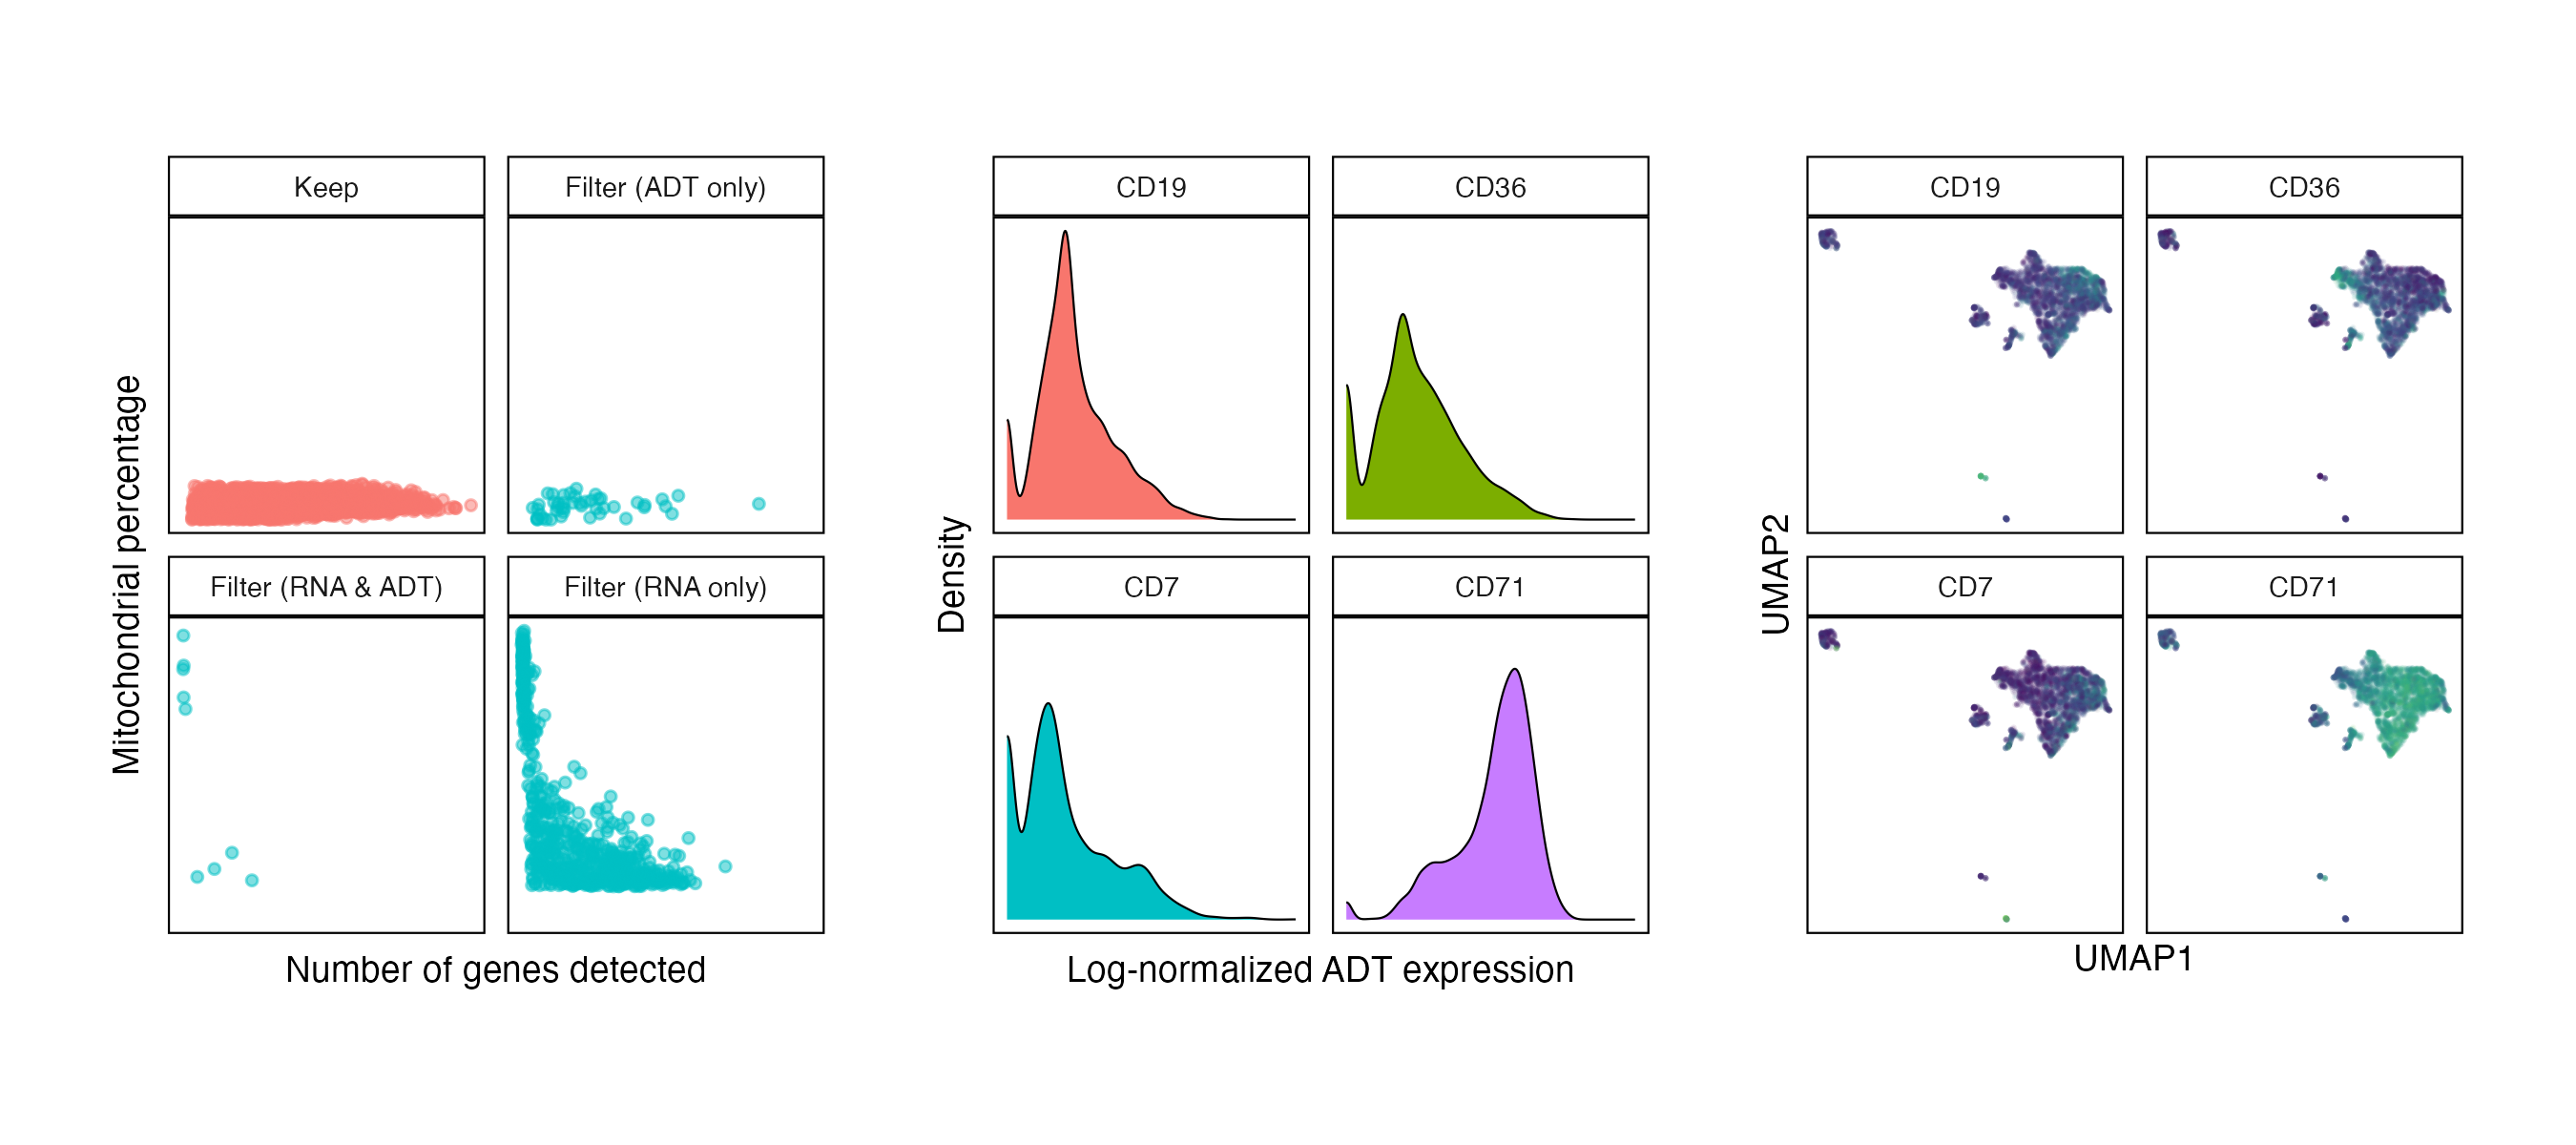 Keep
Filter (ADT only)
Filter (RNA & ADT)
Filter (RNA only)
Mitochondrial percentage
Number of genes detected
CD19
CD36
CD7
CD71
Density
Log-normalized ADT expression
CD19
CD36
CD7
CD71
UMAP2
UMAP1